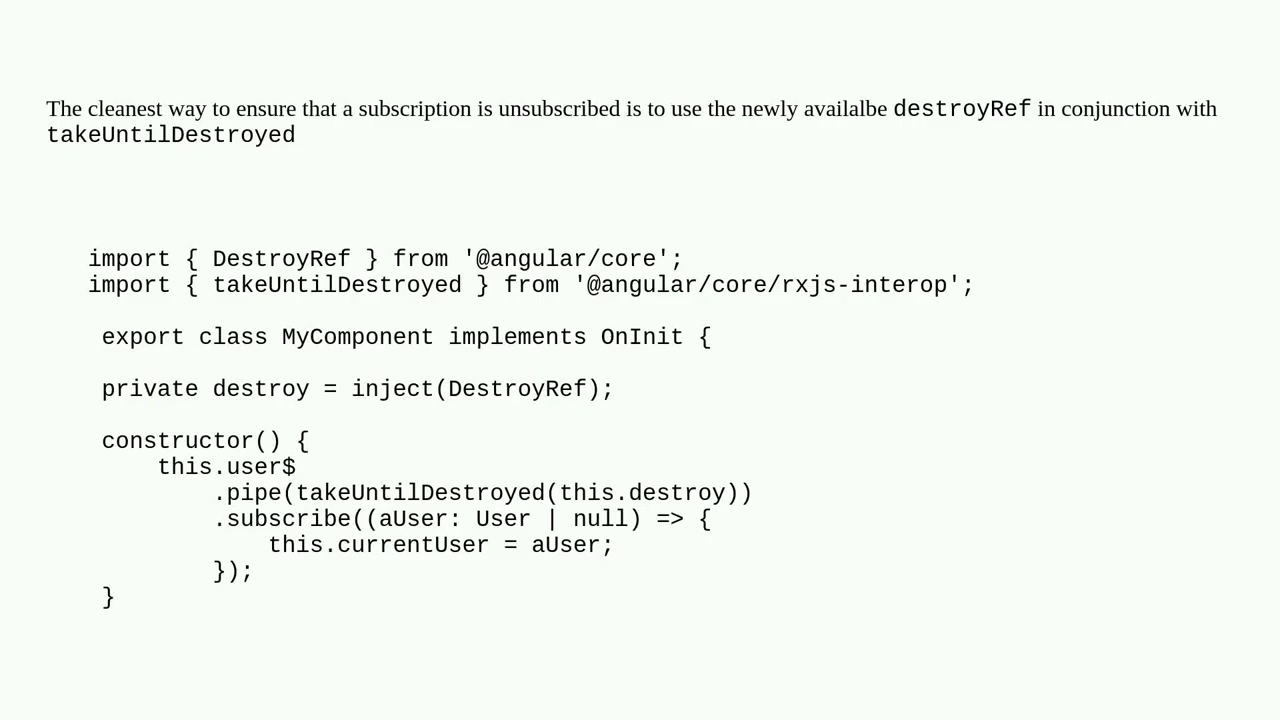 The cleanest way to ensure that a subscription is unsubscribed is to use the newly availalbe destroyRef in conjunction with
takeUntilDestroyed
import { DestroyRef } from '@angular/core';
import { takeUntilDestroyed } from '@angular/core/rxjs-interop';
export class MyComponent implements OnInit {
private destroy = inject(DestroyRef);
constructor() {
this.user$
.pipe(takeUntilDestroyed(this.destroy))
.subscribe((aUser: User | null) => {
this.currentUser = aUser;
});
}